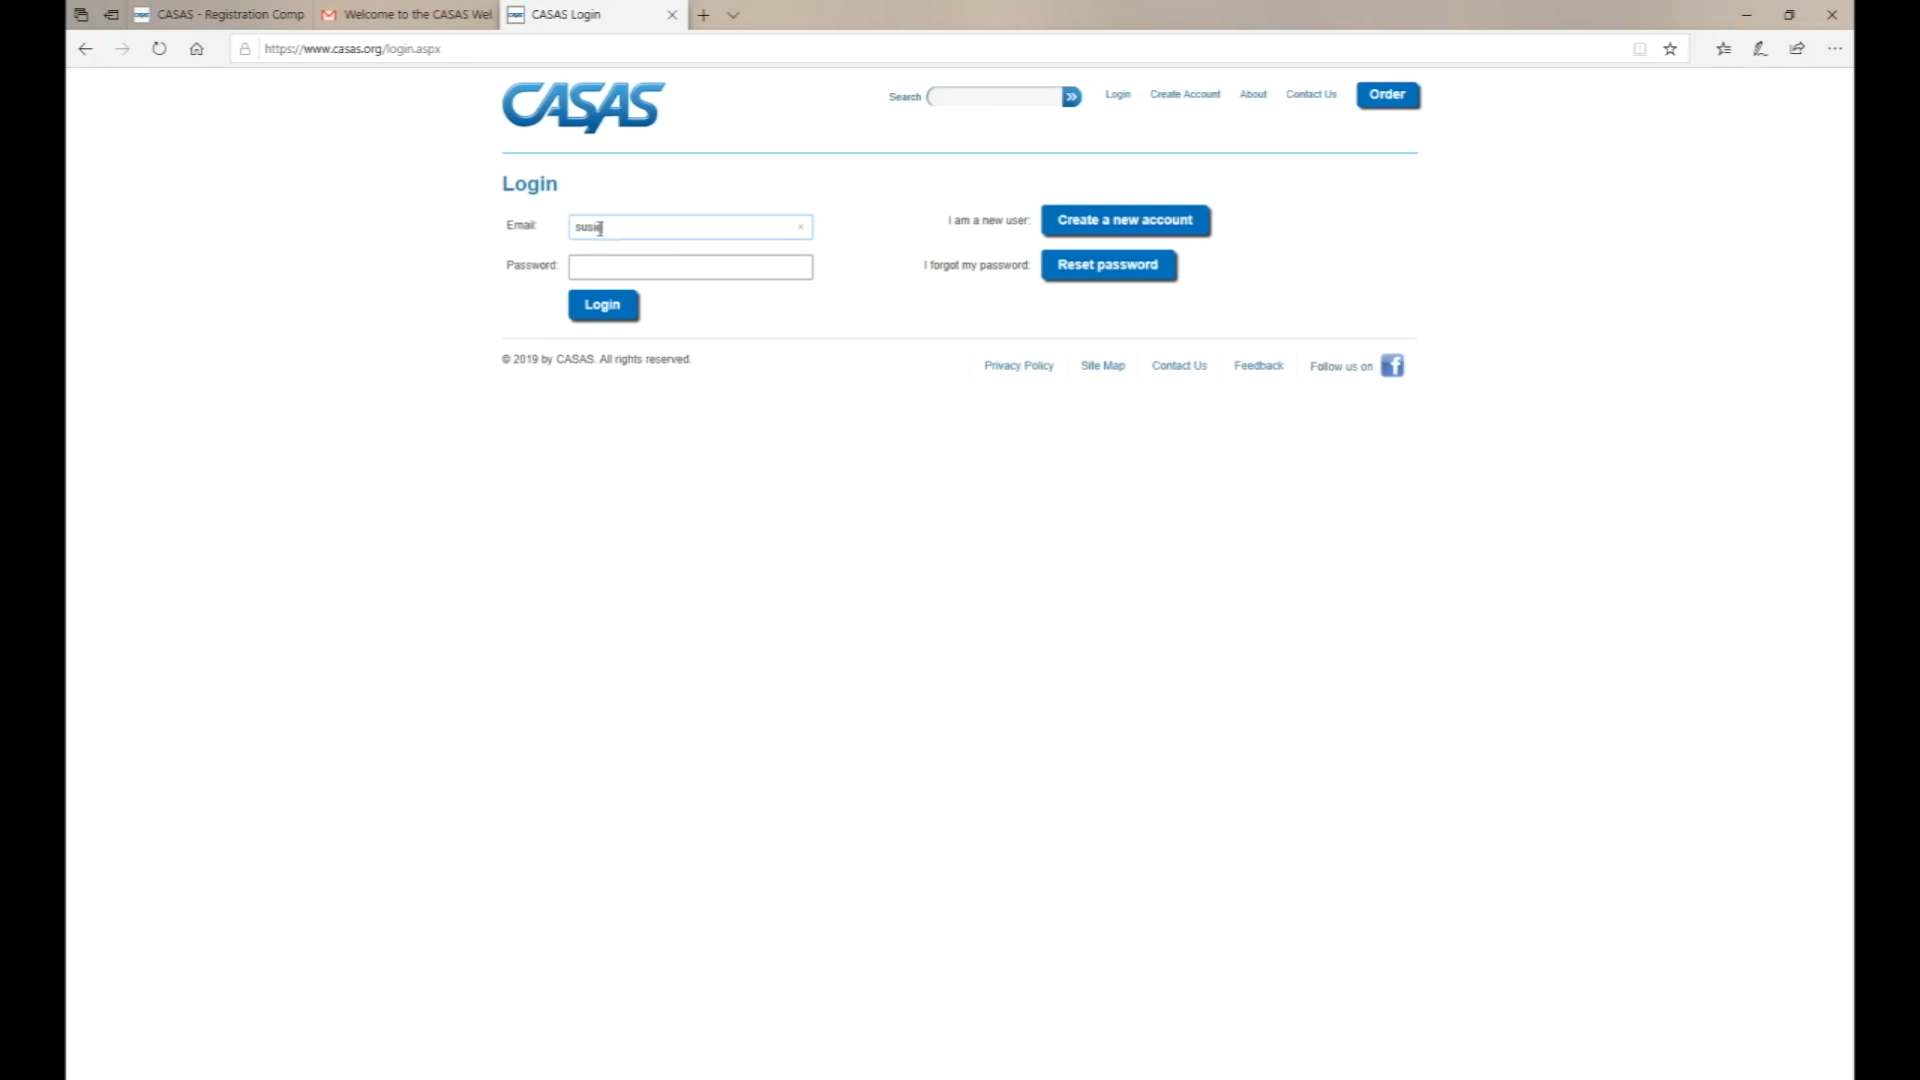 CASAS - Registration Comp
Welcome to the CASAS Wel
CASAS Login
https://www.casas.org/login.aspx
CASAS
Search
Login
Create Account
About
Contact Us
Order
Login
Email:
susi
I am a new user:
Create a new account
Password:
I forgot my password:
Reset password
Login
© 2019 by CASAS. All rights reserved.
Privacy Policy
Site Map
Contact Us
Feedback
Follow us on